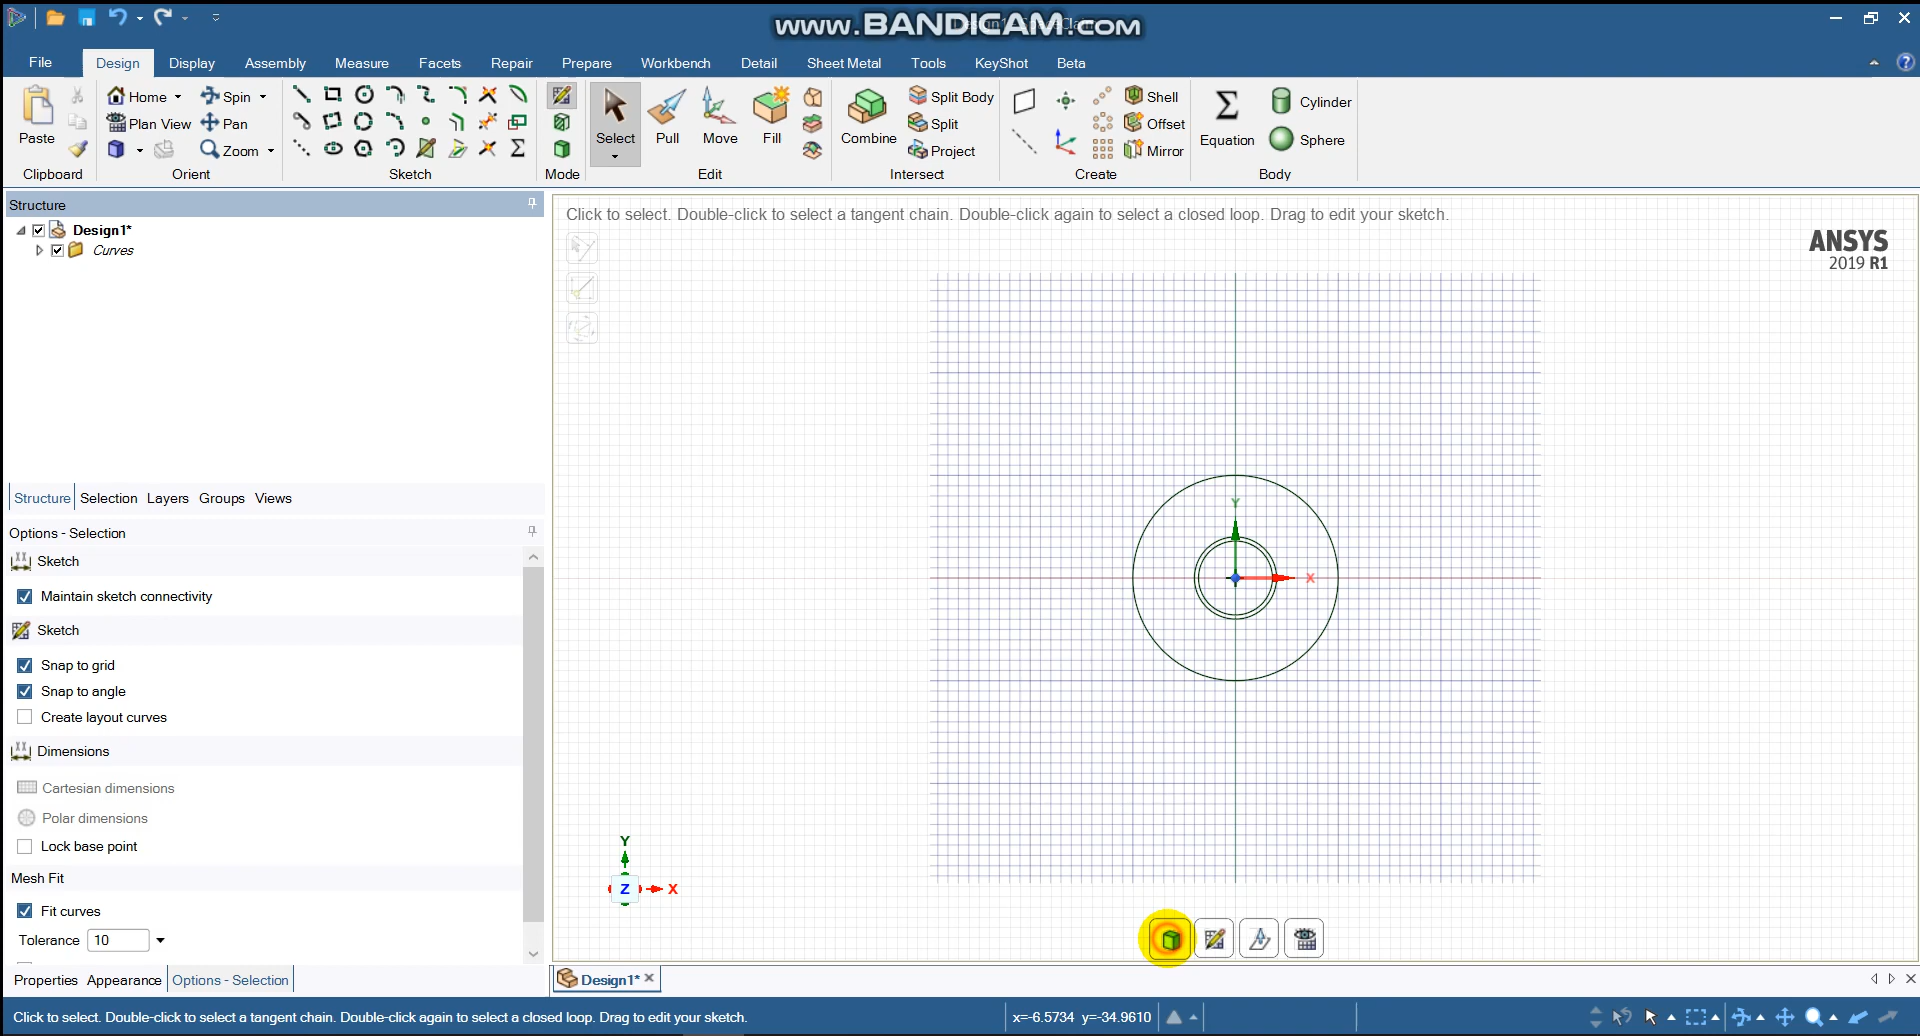 www.BANDICAM.com
File Design Display Assembly Measure Facets Repair Prepare Workbench Detail Sheet Metal Tools KeyShot Beta
Paste
Clipboard
Home Spin
Plan View Pan
Zoom
Orient
Sketch
Mode
Select Pull Move Fill
Edit
Combine
Split Body
Split
Project
Intersect
Shell
Offset
Mirror
Create
Equation
Cylinder
Sphere
Body
Structure
Design1*
Curves
Structure Selection Layers Groups Views
Options - Selection
Sketch
Maintain sketch connectivity
Sketch
Snap to grid
Snap to angle
Create layout curves
Dimensions
Cartesian dimensions
Polar dimensions
Lock base point
Mesh Fit
Fit curves
Tolerance 10
Properties Appearance Options - Selection
Click to select. Double-click to select a tangent chain. Double-click again to select a closed loop. Drag to edit your sketch.
ANSYS
2019 R1
Y
X
Y
Z X
Design1*
Click to select. Double-click to select a tangent chain. Double-click again to select a closed loop. Drag to edit your sketch.
x=-6.5734 y=-34.9610